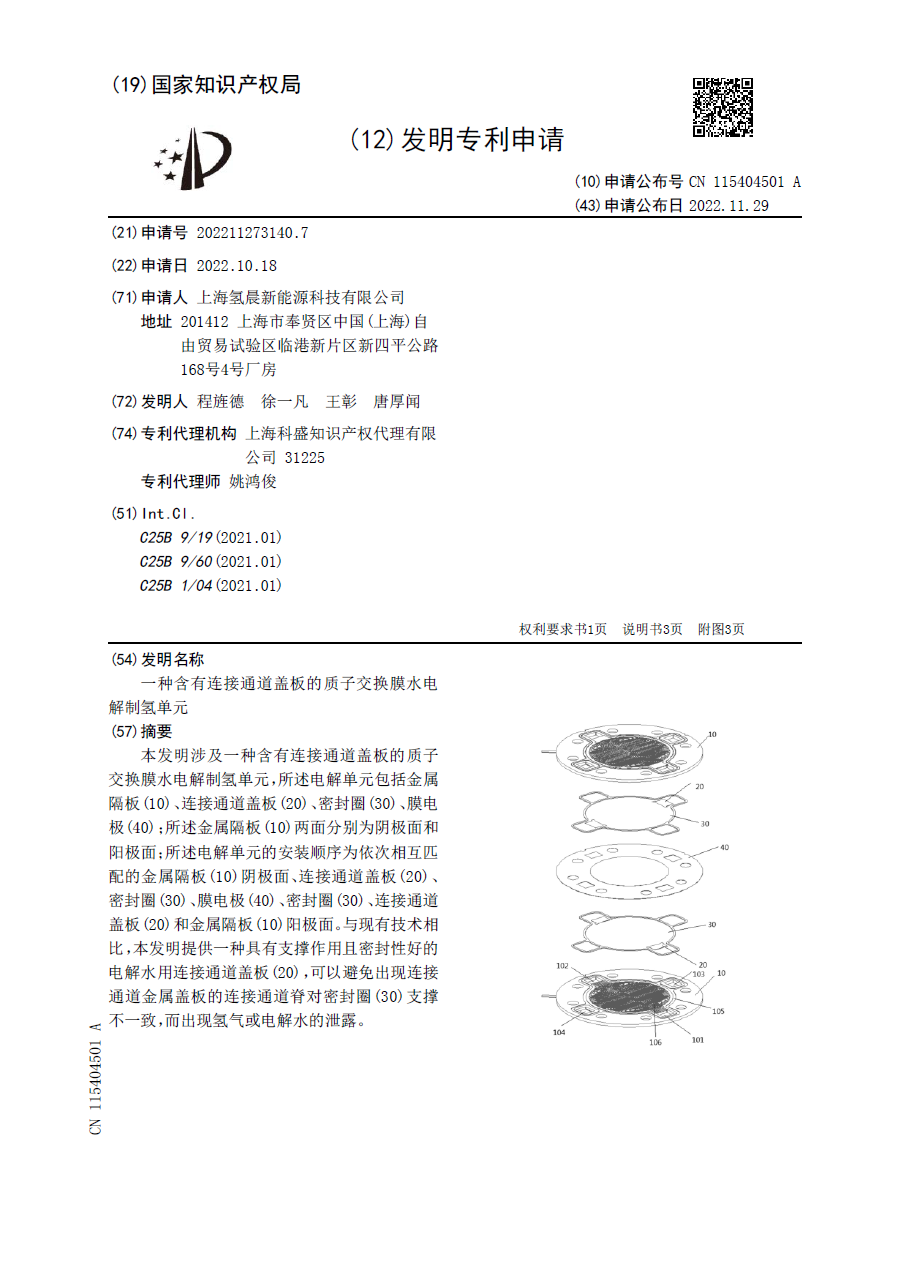 (19)国家知识产权局
(12)发明专利申请
(10)申请公布号 CN 115404501 A
(43)申请公布日 2022.11.29
(21)申请号 202211273140.7
(22)申请日 2022.10.18
(71)申请人 上海氢晨新能源科技有限公司
地址 201412 上海市奉贤区中国(上海)自
由贸易试验区临港新片区新四平公路
168号4号厂房
(72)发明人 程旌德 徐一凡 王彰 唐厚闻
(74)专利代理机构 上海科盛知识产权代理有限
公司 31225
专利代理师 姚鸿俊
(51)Int.Cl.
C25B 9/19(2021.01)
C25B 9/60(2021.01)
C25B 1/04(2021.01)
权利要求书1页 说明书3页 附图3页
(54)发明名称
一种含有连接通道盖板的质子交换膜水电
解制氢单元
(57)摘要
本发明涉及一种含有连接通道盖板的质子
交换膜水电解制氢单元,所述电解单元包括金属
隔板(10)、连接通道盖板(20)、密封圈(30)、膜电
极(40);所述金属隔板(10)两面分别为阴极面和
阳极面;所述电解单元的安装顺序为依次相互匹
配的金属隔板(10)阴极面、连接通道盖板(20)、
密封圈(30)、膜电极(40)、密封圈(30)、连接通道
盖板(20)和金属隔板(10)阳极面。与现有技术相
比,本发明提供一种具有支撑作用且密封性好的
电解水用连接通道盖板(20),可以避免出现连接
通道金属盖板的连接通道脊对密封圈(30)支撑
不一致,而出现氢气或电解水的泄露。
10
20
30
40
30
20
102
103
10
105
104
106
101
CN 115404501 A